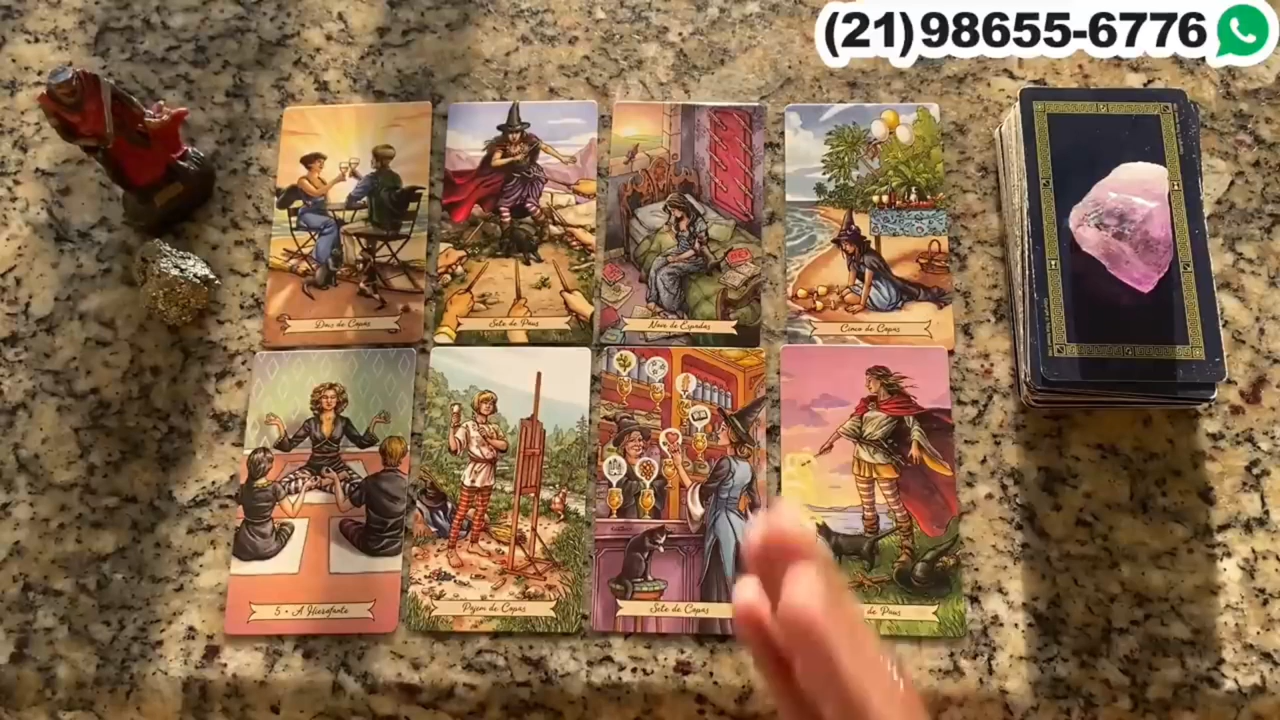 (21)98655-6776
Dois de Copas
Sete de Paus
Nove de Espadas
Cinco de Copas
5 • A Hierofante
Pajem de Copas
Sete de Copas
de Paus